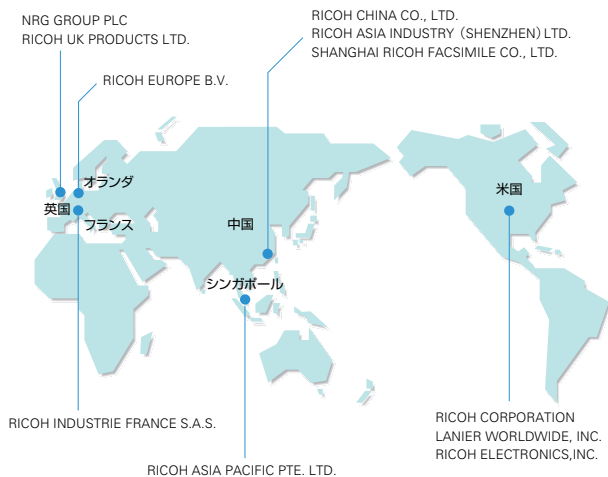 NRG GROUP PLC
RICOH UK PRODUCTS LTD.
RICOH EUROPE B.V.
RICOH CHINA CO., LTD.
RICOH ASIA INDUSTRY (SHENZHEN) LTD.
SHANGHAI RICOH FACSIMILE CO., LTD.
オランダ
英国
フランス
中国
シンガポール
米国
RICOH INDUSTRIE FRANCE S.A.S.
RICOH ASIA PACIFIC PTE. LTD.
RICOH CORPORATION
LANIER WORLDWIDE, INC.
RICOH ELECTRONICS,INC.